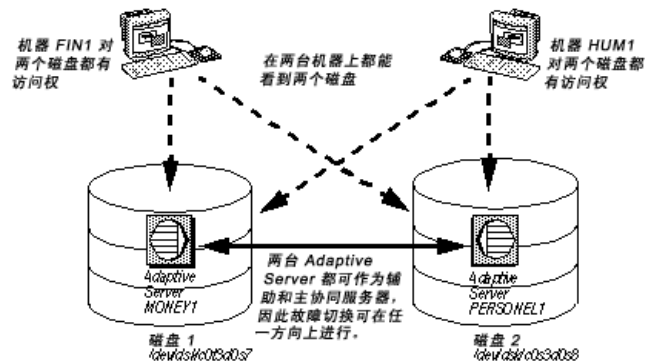 机器 FIN1 对
两个磁盘都有
访问权
在两台机器上都能
看到两个磁盘
机器 HUM1
对两个磁盘都
有访问权
Adaptive
Server
MONEY1
两台 Adaptive
Server 都可作为辅
助和主协同服务器，
因此故障切换可在任
一方向上进行。
Adaptive
Server
PERSONEL1
磁盘 1
磁盘 2